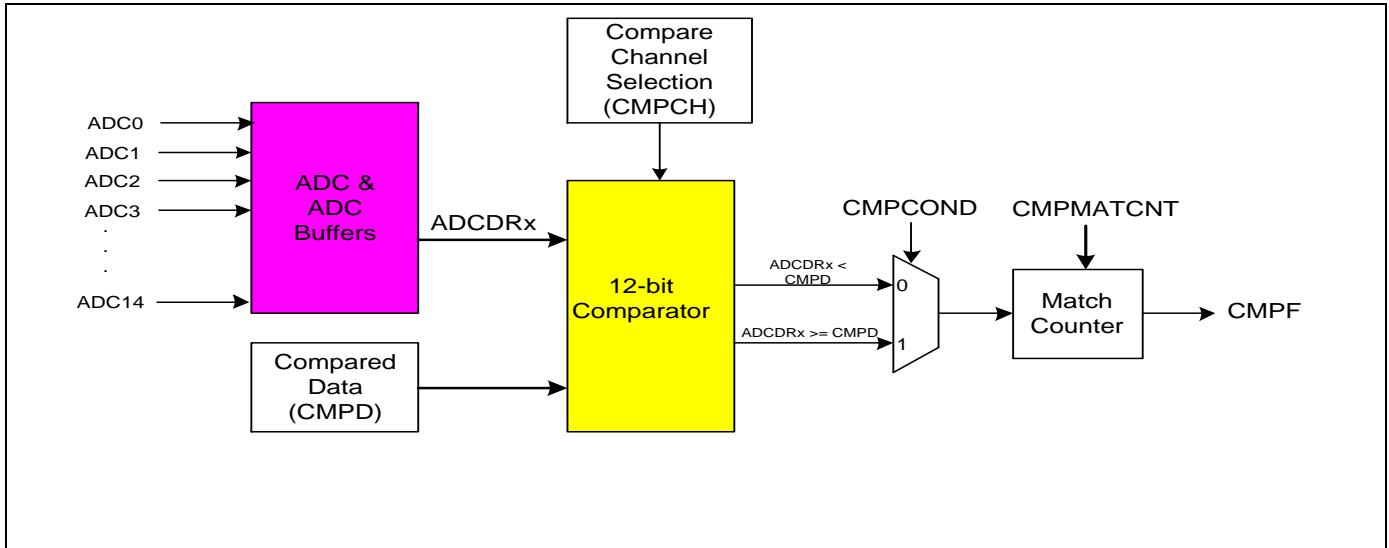 Compare
Channel
Selection
(CMPCH)
ADC0
ADC1
ADC2
ADC3
.
.
.
ADC14
ADC &
ADC
Buffers
ADCDRx
Compared
Data
(CMPD)
12-bit
Comparator
ADCDRx <
CMPD
ADCDRx >= CMPD
CMPCOND
0
1
CMPMATCNT
Match
Counter
CMPF